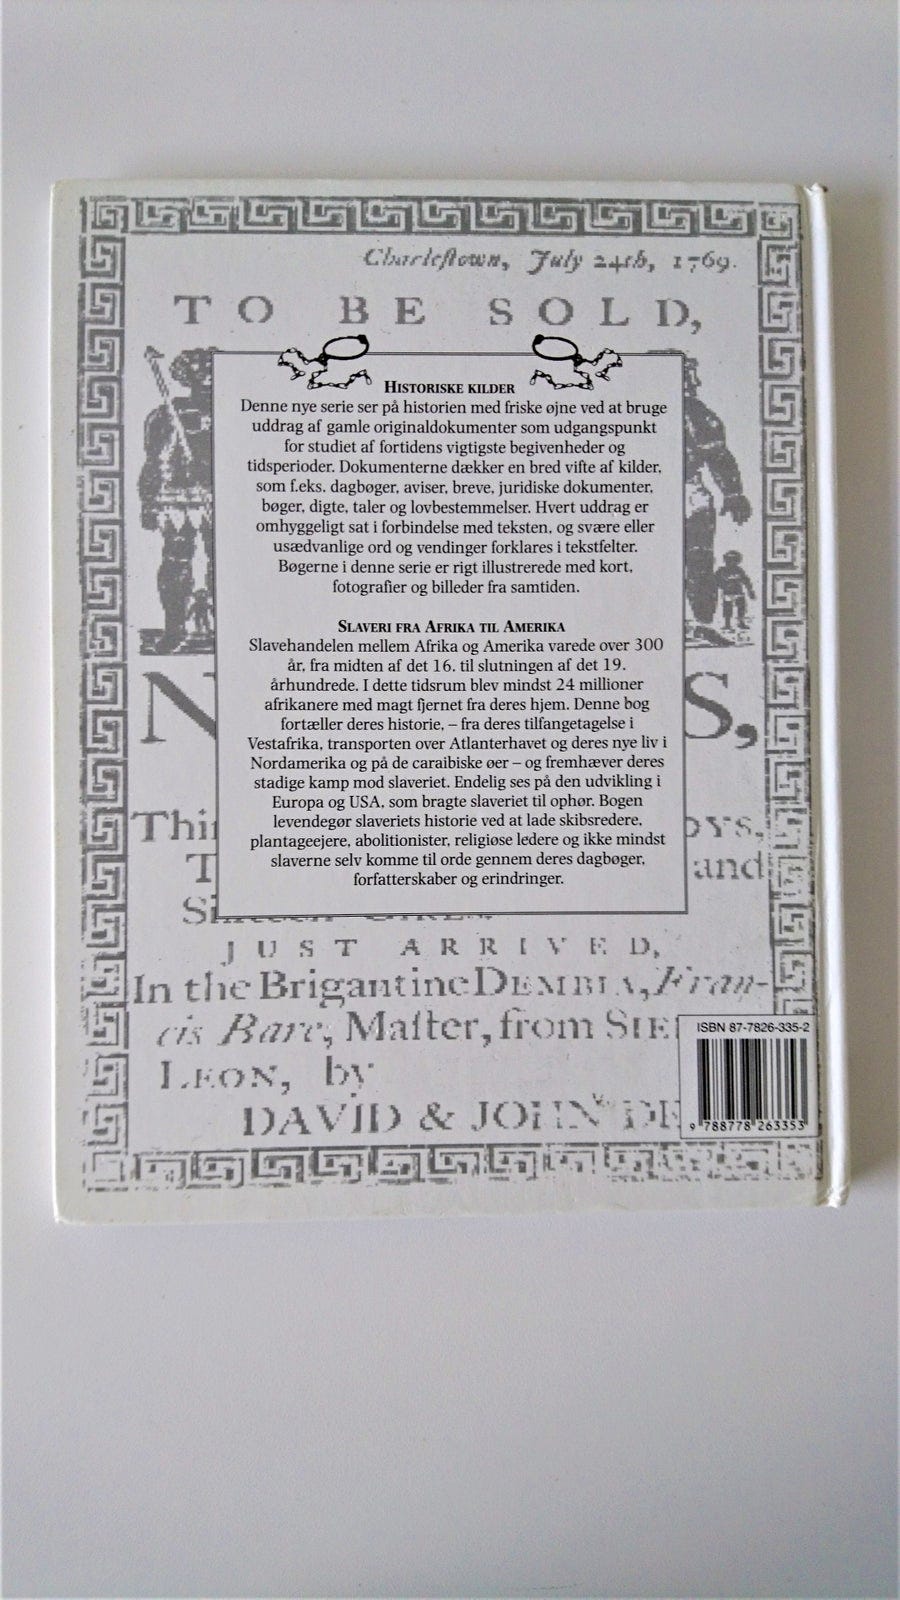 Charlestown, July 24th, 1769.
TO BE SOLD,
HISTORISKE KILDER
Denne nye serie ser på historien med friske øjne ved at bruge
uddrag af gamle originaldokumenter som udgangspunkt
for studiet af fortidens vigtigste begivenheder og
tidsperioder. Dokumenterne dækker en bred vifte af kilder,
som f.eks. dagbøger, aviser, breve, juridiske dokumenter,
bøger, digte, taler og lovbestemmelser. Hvert uddrag er
omhyggeligt sat i forbindelse med teksten, og svære eller
usædvanlige ord og vendinger forklares i tekstfelter.
Bøgerne i denne serie er rigt illustrerede med kort,
fotografier og billeder fra samtiden.
SLAVERI FRA AFRIKA TIL AMERIKA
Slavehandelen mellem Afrika og Amerika varede over 300
år, fra midten af det 16. til slutningen af det 19.
århundrede. I dette tidsrum blev mindst 24 millioner
afrikanere med magt fjernet fra deres hjem. Denne bog
fortæller deres historie, – fra deres tilfangetagelse i
Vestafrika, transporten over Atlanterhavet og deres nye liv i
Nordamerika og på de caraibiske øer – og fremhæver deres
stadige kamp mod slaveriet. Endelig ses på den udvikling i
Europa og USA, som bragte slaveriet til ophør. Bogen
levendegør slaveriets historie ved at lade skibsredere,
plantageejere, abolitionister, religiøse ledere og ikke mindst
slaverne selv komme til orde gennem deres dagbøger,
forfatterskaber og erindringer.
N S,
Thi oys,
T and
JUST ARRIVED,
In the Brigantine DEMBIA, Fran-
cis Bare, Master, from SIE
LEON, by
DAVID & JOHN DE
ISBN 87-7826-335-2
9 788778 263353